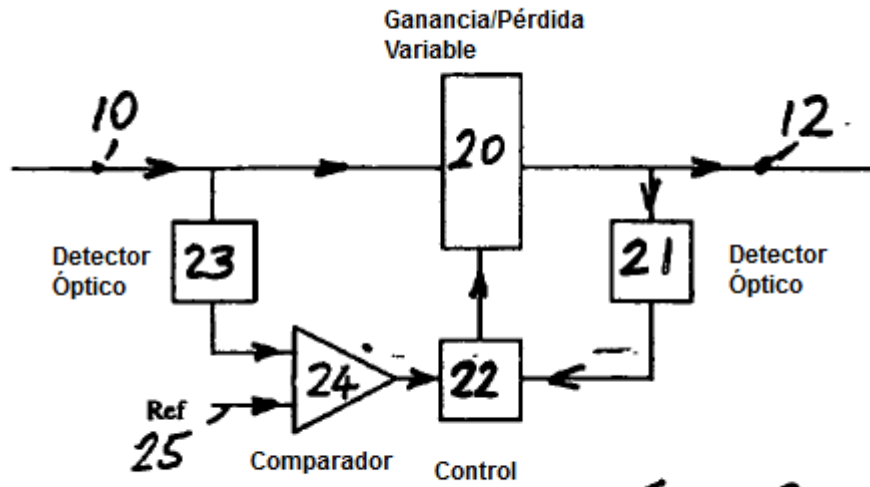 Ganancia/Pérdida
Variable
10
20
12
Detector
Óptico
23
21
Detector
Óptico
24
22
Ref
25
Comparador
Control